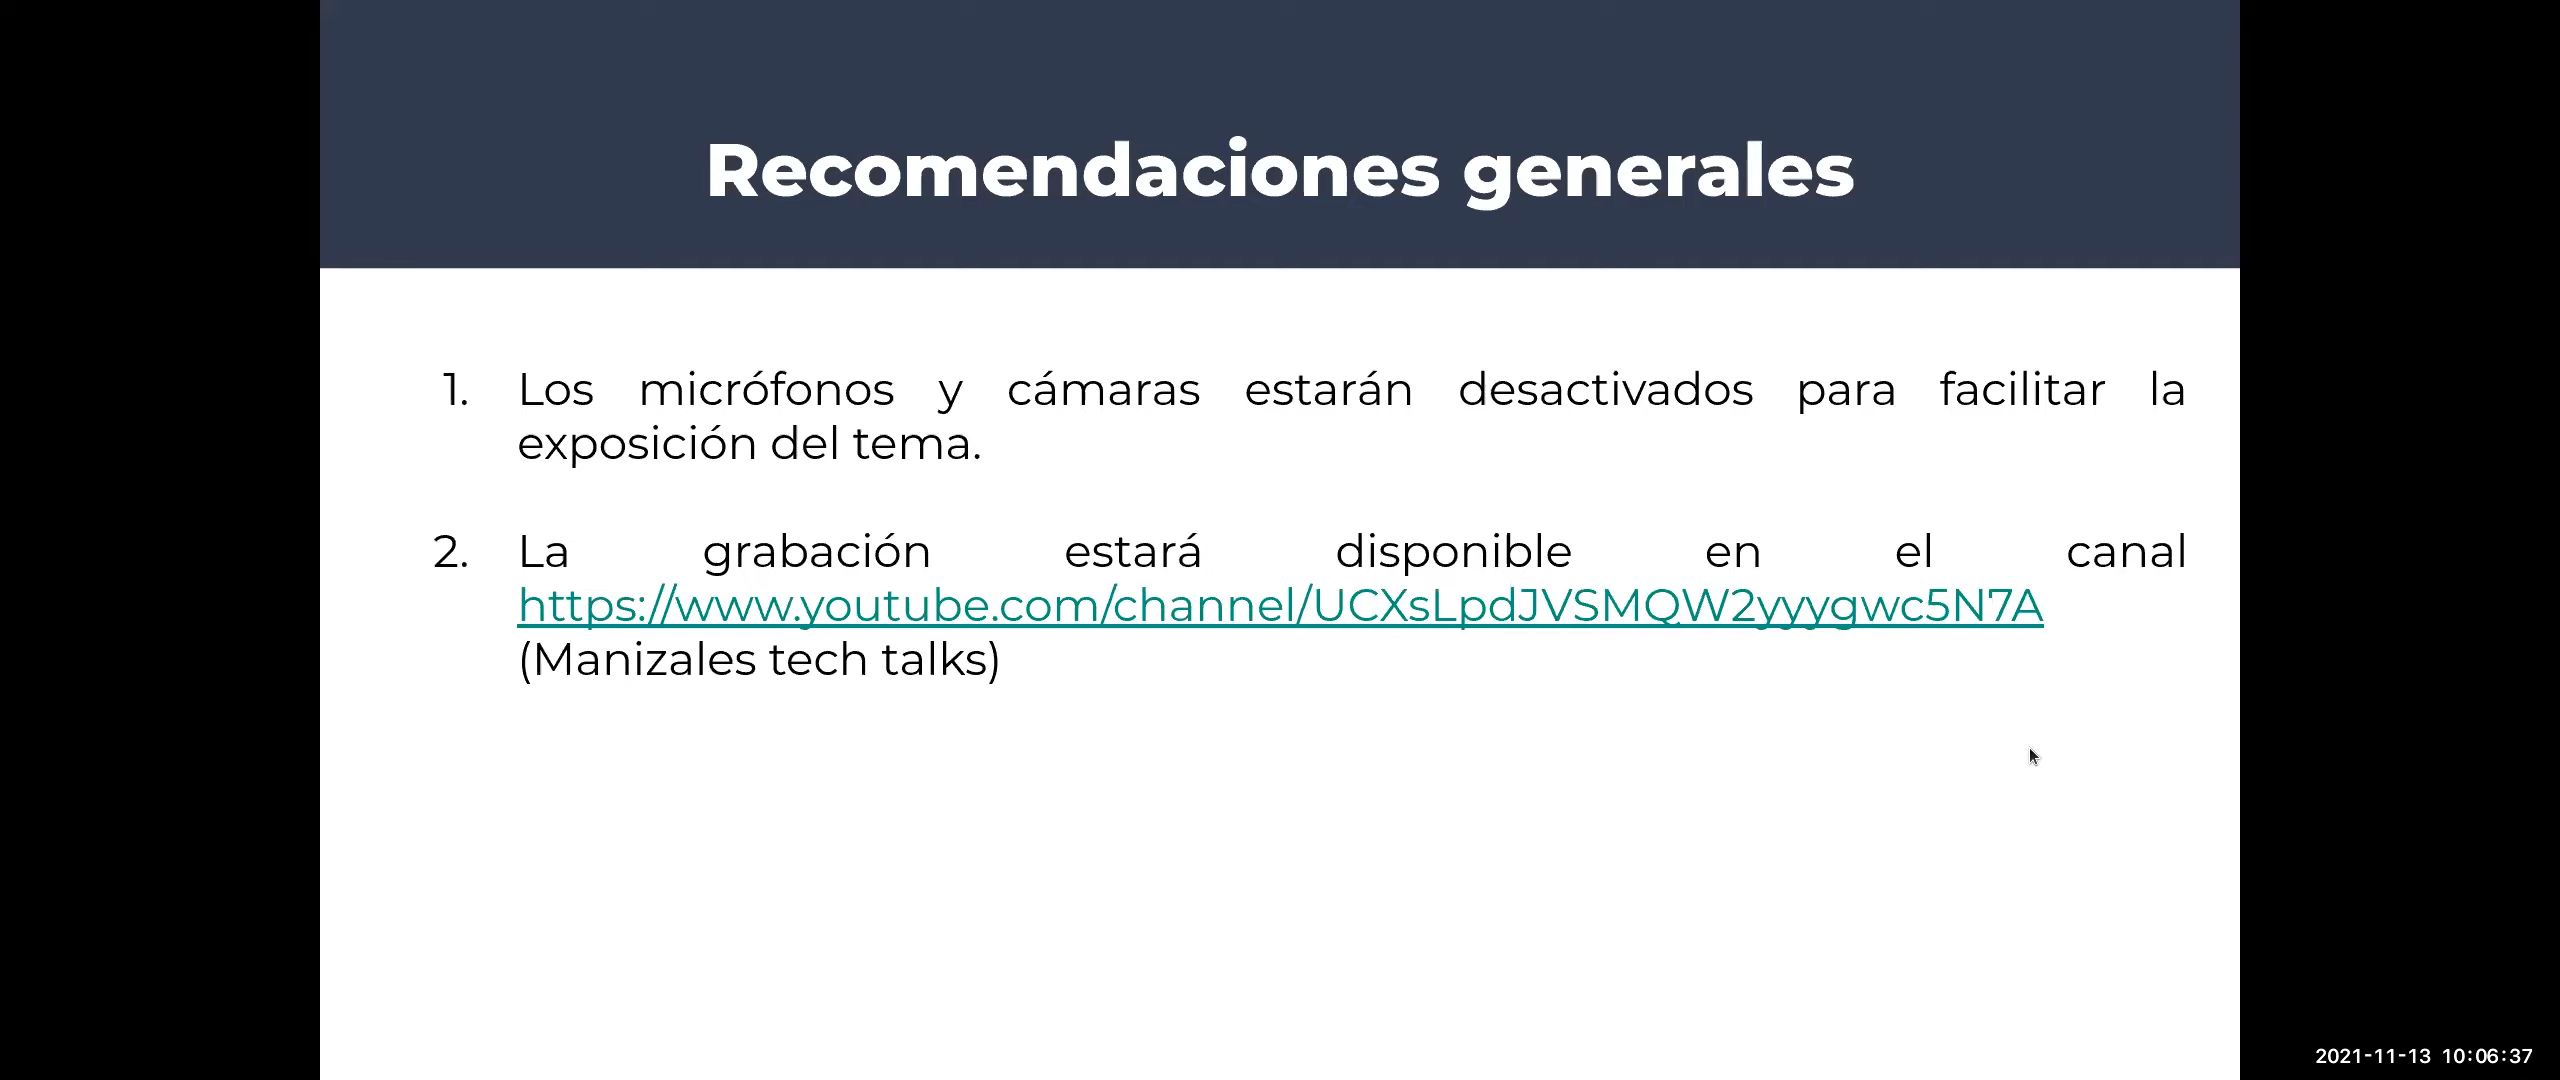 Recomendaciones generales
1. Los micrófonos y cámaras estarán desactivados para facilitar la
exposición del tema.
2. La grabación estará disponible en el canal
https://www.youtube.com/channel/UCXsLpdJVSMQW2yyygwc5N7A
(Manizales tech talks)
2021-11-13 10:06:37